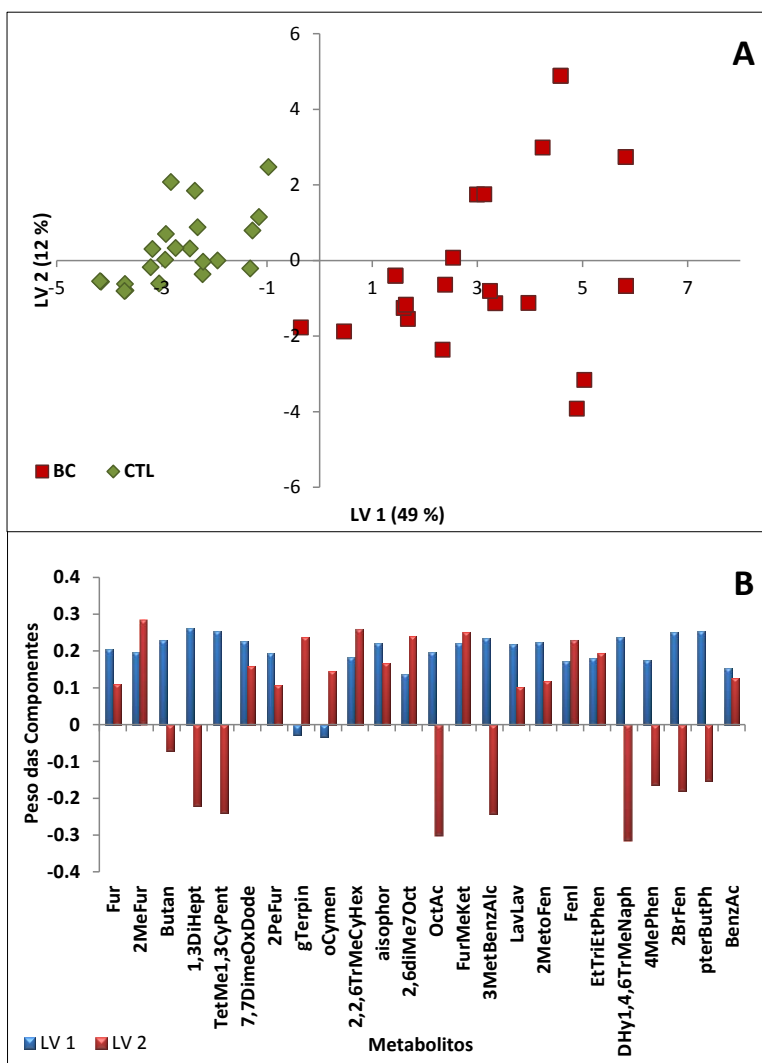 A
6
4
2
0
-2
-4
-6
-5
-3
-1
1
3
5
7
LV 2 (12 %)
BC
CTL
LV 1 (49 %)
B
0.4
0.3
0.2
0.1
0
-0.1
-0.2
-0.3
-0.4
Peso das Componentes
Fur
2MeFur
Butan
1,3DiHept
TetMe1,3CyPent
7,7DimeOxDode
2PeFur
gTerpin
oCymen
2,2,6TrMeCyHex
aisophor
2,6diMe7Oct
OctAc
FurMeKet
3MetBenzAlc
LavLav
2MetoFen
Fenl
EtTriEtPhen
DHy1,4,6TrMeNaph
4MePhen
2BrFen
pterButPh
BenzAc
LV 1
LV 2
Metabolitos